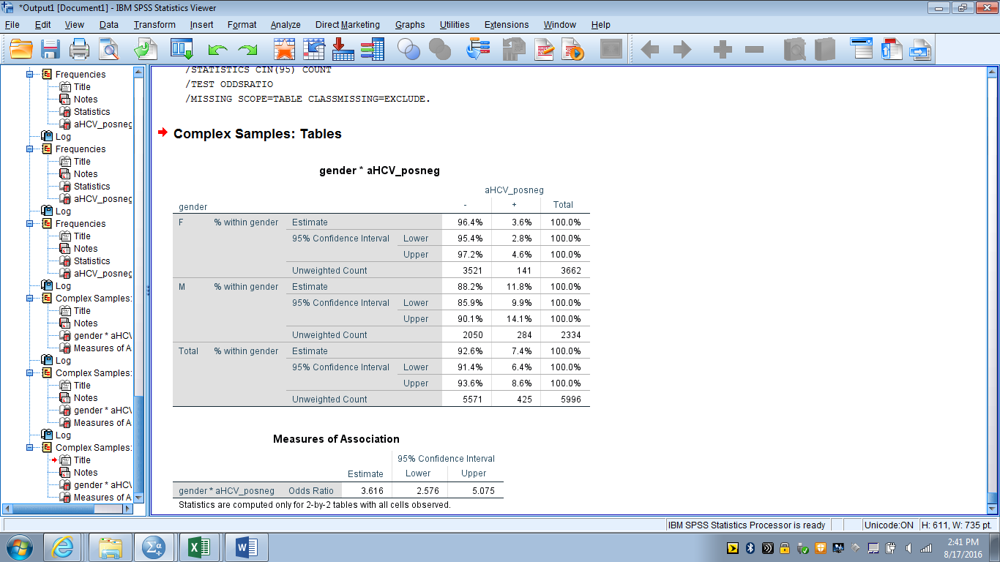 *Output1 [Document1] - IBM SPSS Statistics Viewer
File Edit View Data Transform Insert Format Analyze Direct Marketing Graphs Utilities Extensions Window Help
Frequencies
Title
Notes
Statistics
aHCV_posneg
Log
Frequencies
Title
Notes
Statistics
aHCV_posneg
Log
Frequencies
Title
Notes
Statistics
aHCV_posneg
Log
Complex Samples:
Title
Notes
gender * aHCV
Measures of A
Log
Complex Samples:
Title
Notes
gender * aHCV
Measures of A
Log
Complex Samples:
Title
Notes
gender * aHCV
Measures of A
/STATISTICS CIN(95) COUNT
/TEST ODDSRATIO
/MISSING SCOPE=TABLE CLASSMISSING=EXCLUDE.
Complex Samples: Tables
gender * aHCV_posneg
aHCV_posneg
gender - + Total
F % within gender Estimate 96.4% 3.6% 100.0%
95% Confidence Interval Lower 95.4% 2.8% 100.0%
Upper 97.2% 4.6% 100.0%
Unweighted Count 3521 141 3662
M % within gender Estimate 88.2% 11.8% 100.0%
95% Confidence Interval Lower 85.9% 9.9% 100.0%
Upper 90.1% 14.1% 100.0%
Unweighted Count 2050 284 2334
Total % within gender Estimate 92.6% 7.4% 100.0%
95% Confidence Interval Lower 91.4% 6.4% 100.0%
Upper 93.6% 8.6% 100.0%
Unweighted Count 5571 425 5996
Measures of Association
95% Confidence Interval
Estimate Lower Upper
gender * aHCV_posneg Odds Ratio 3.616 2.576 5.075
Statistics are computed only for 2-by-2 tables with all cells observed.
IBM SPSS Statistics Processor is ready Unicode:ON H: 611, W: 735 pt.
2:41 PM
8/17/2016